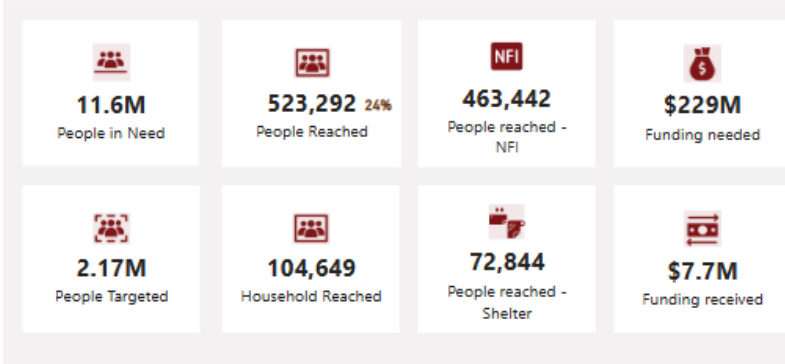 11.6M
People in Need
523,292 24%
People Reached
NFI
463,442
People reached -
NFI
$229M
Funding needed
2.17M
People Targeted
104,649
Household Reached
72,844
People reached -
Shelter
$7.7M
Funding received